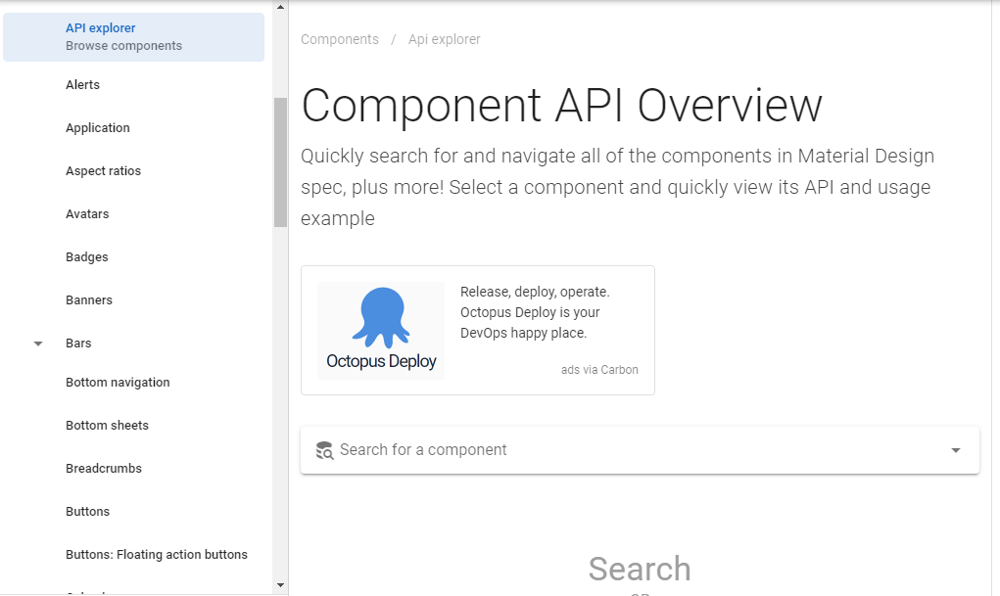 API explorer
Browse components
Alerts
Application
Aspect ratios
Avatars
Badges
Banners
Bars
Bottom navigation
Bottom sheets
Breadcrumbs
Buttons
Buttons: Floating action buttons
Components / Api explorer
Component API Overview
Quickly search for and navigate all of the components in Material Design
spec, plus more! Select a component and quickly view its API and usage
example
Octopus Deploy
Release, deploy, operate.
Octopus Deploy is your
DevOps happy place.
ads via Carbon
Search for a component
Search